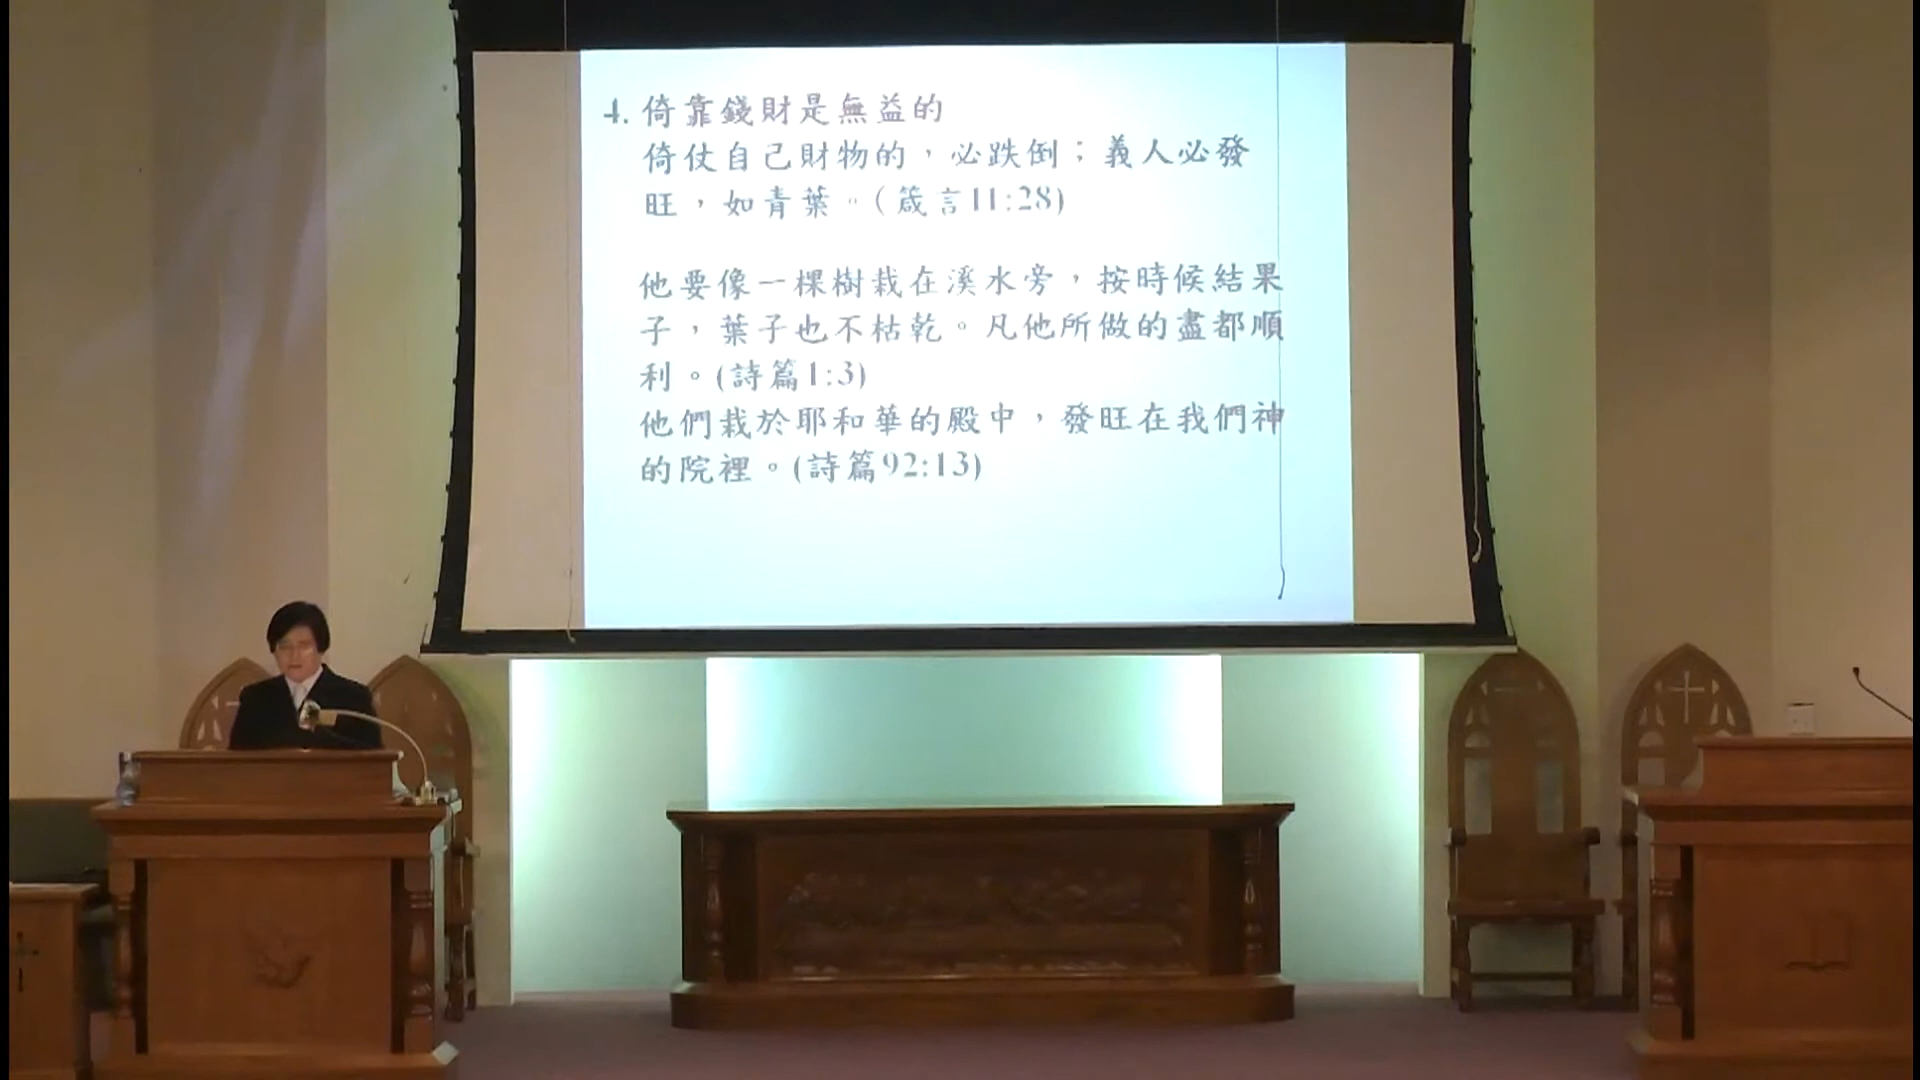 4. 倚靠錢財是無益的
倚仗自己財物的，必跌倒；義人必發
旺，如青葉。(箴言11:28)
他要像一棵樹栽在溪水旁，按時候結果
子，葉子也不枯乾。凡他所做的盡都順
利。(詩篇1:3)
他們栽於耶和華的殿中，發旺在我們神
的院裡。(詩篇92:13)